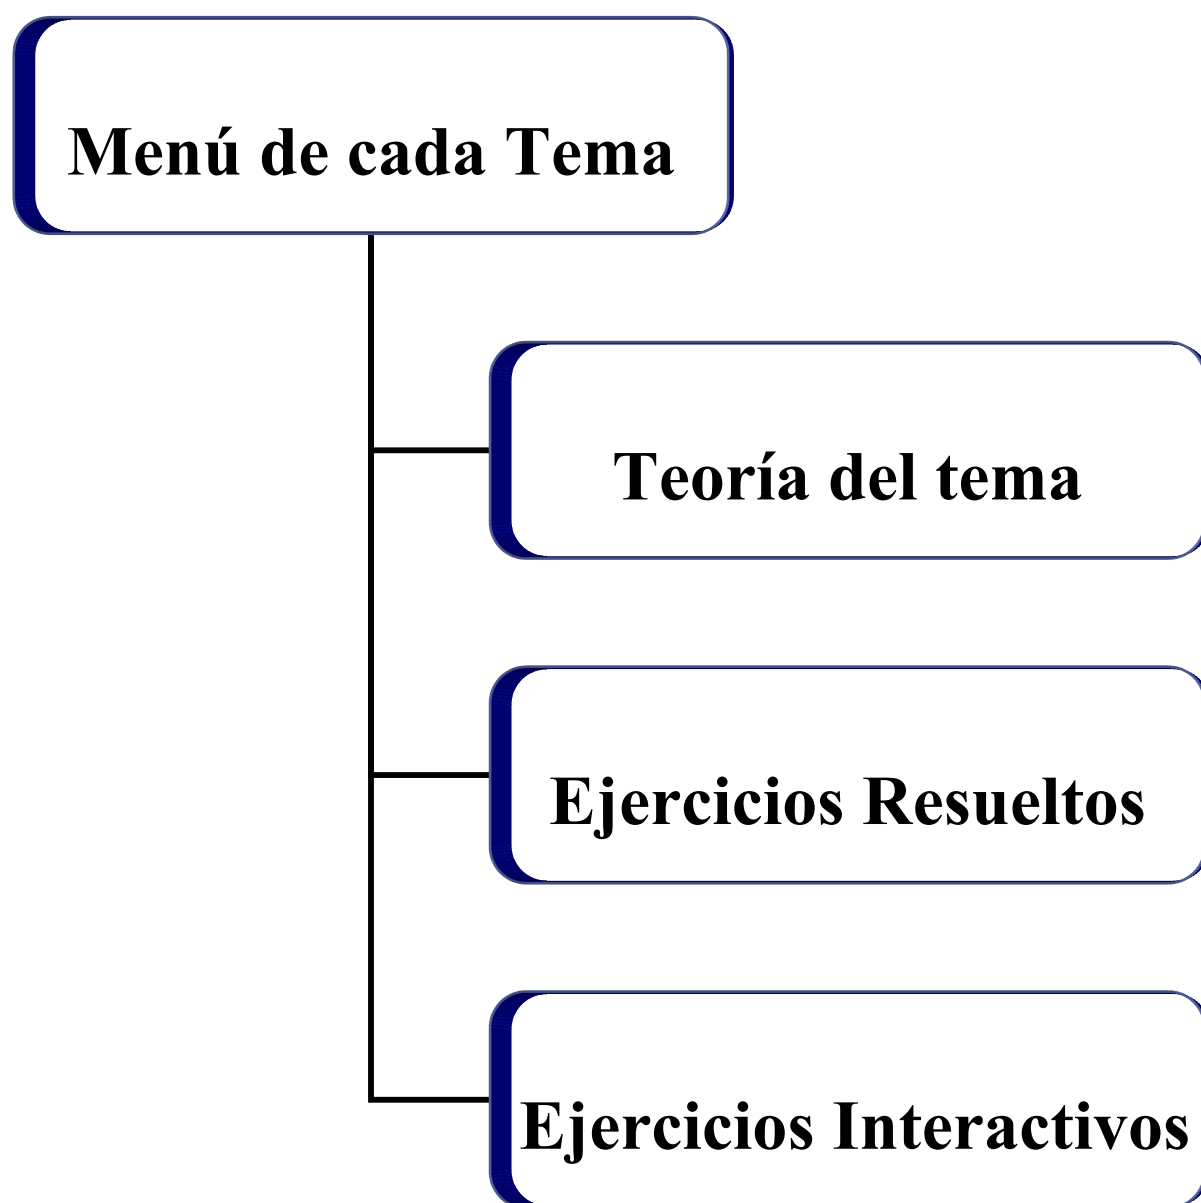 Menú de cada Tema
Teoría del tema
Ejercicios Resueltos
Ejercicios Interactivos